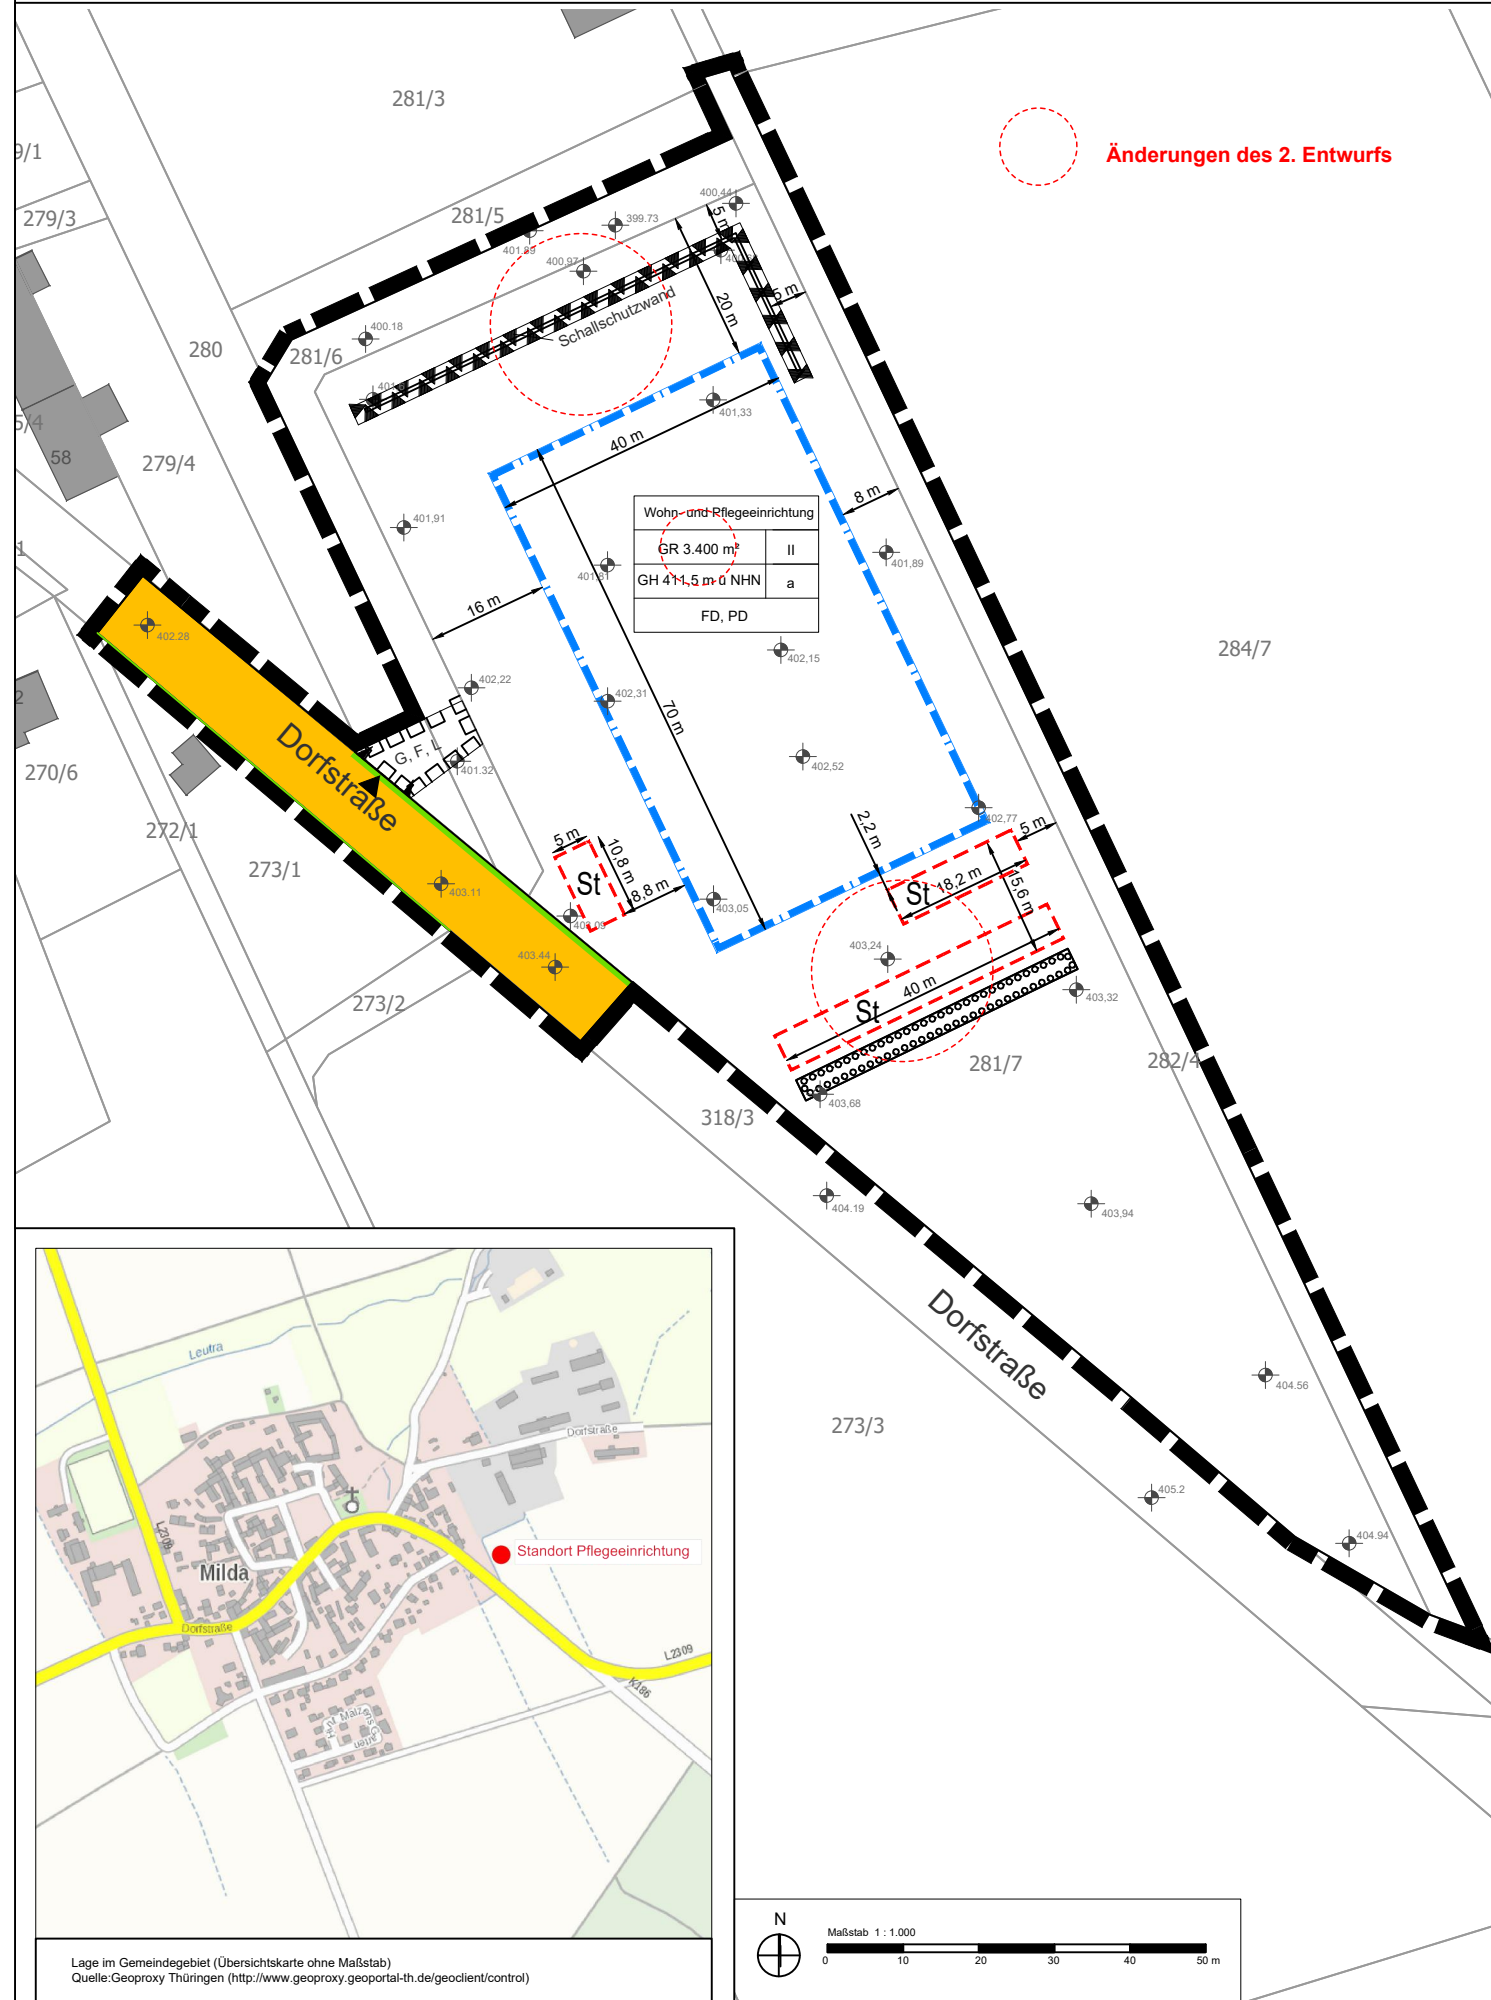 281/3
Änderungen des 2. Entwurfs
279/3
281/5
400.44
399.73
401.89
400.97
5 m
20 m
5 m
Schallschutzwand
280
281/6
400.18
401,33
40 m
58
279/4
401,91
8 m
401,89
Wohn- und Pflegeeinrichtung
GR 3.400 m²
II
GH 411,5 m ü NHN
a
FD, PD
401,81
16 m
402.28
402,15
284/7
402,22
402,31
70 m
G, F, L
401.32
402,52
Dorfstraße
270/6
272/1
273/1
402,77
2,2 m
5 m
5 m
10,8 m
St
8,8 m
18,2 m
St
15,6 m
403.11
403.09
403,05
403.44
403,24
40 m
St
403,32
273/2
281/7
282/4
403,68
318/3
404.19
403,94
Dorfstraße
404.56
273/3
405.2
404.94
Leutra
Dorfstraße
L2309
Milda
Standort Pflegeeinrichtung
Dorfstraße
L2309
K186
Lage im Gemeindegebiet (Übersichtskarte ohne Maßstab)
Quelle:Geoproxy Thüringen (http://www.geoproxy.geoportal-th.de/geoclient/control)
N
Maßstab 1 : 1.000
0 10 20 30 40 50 m